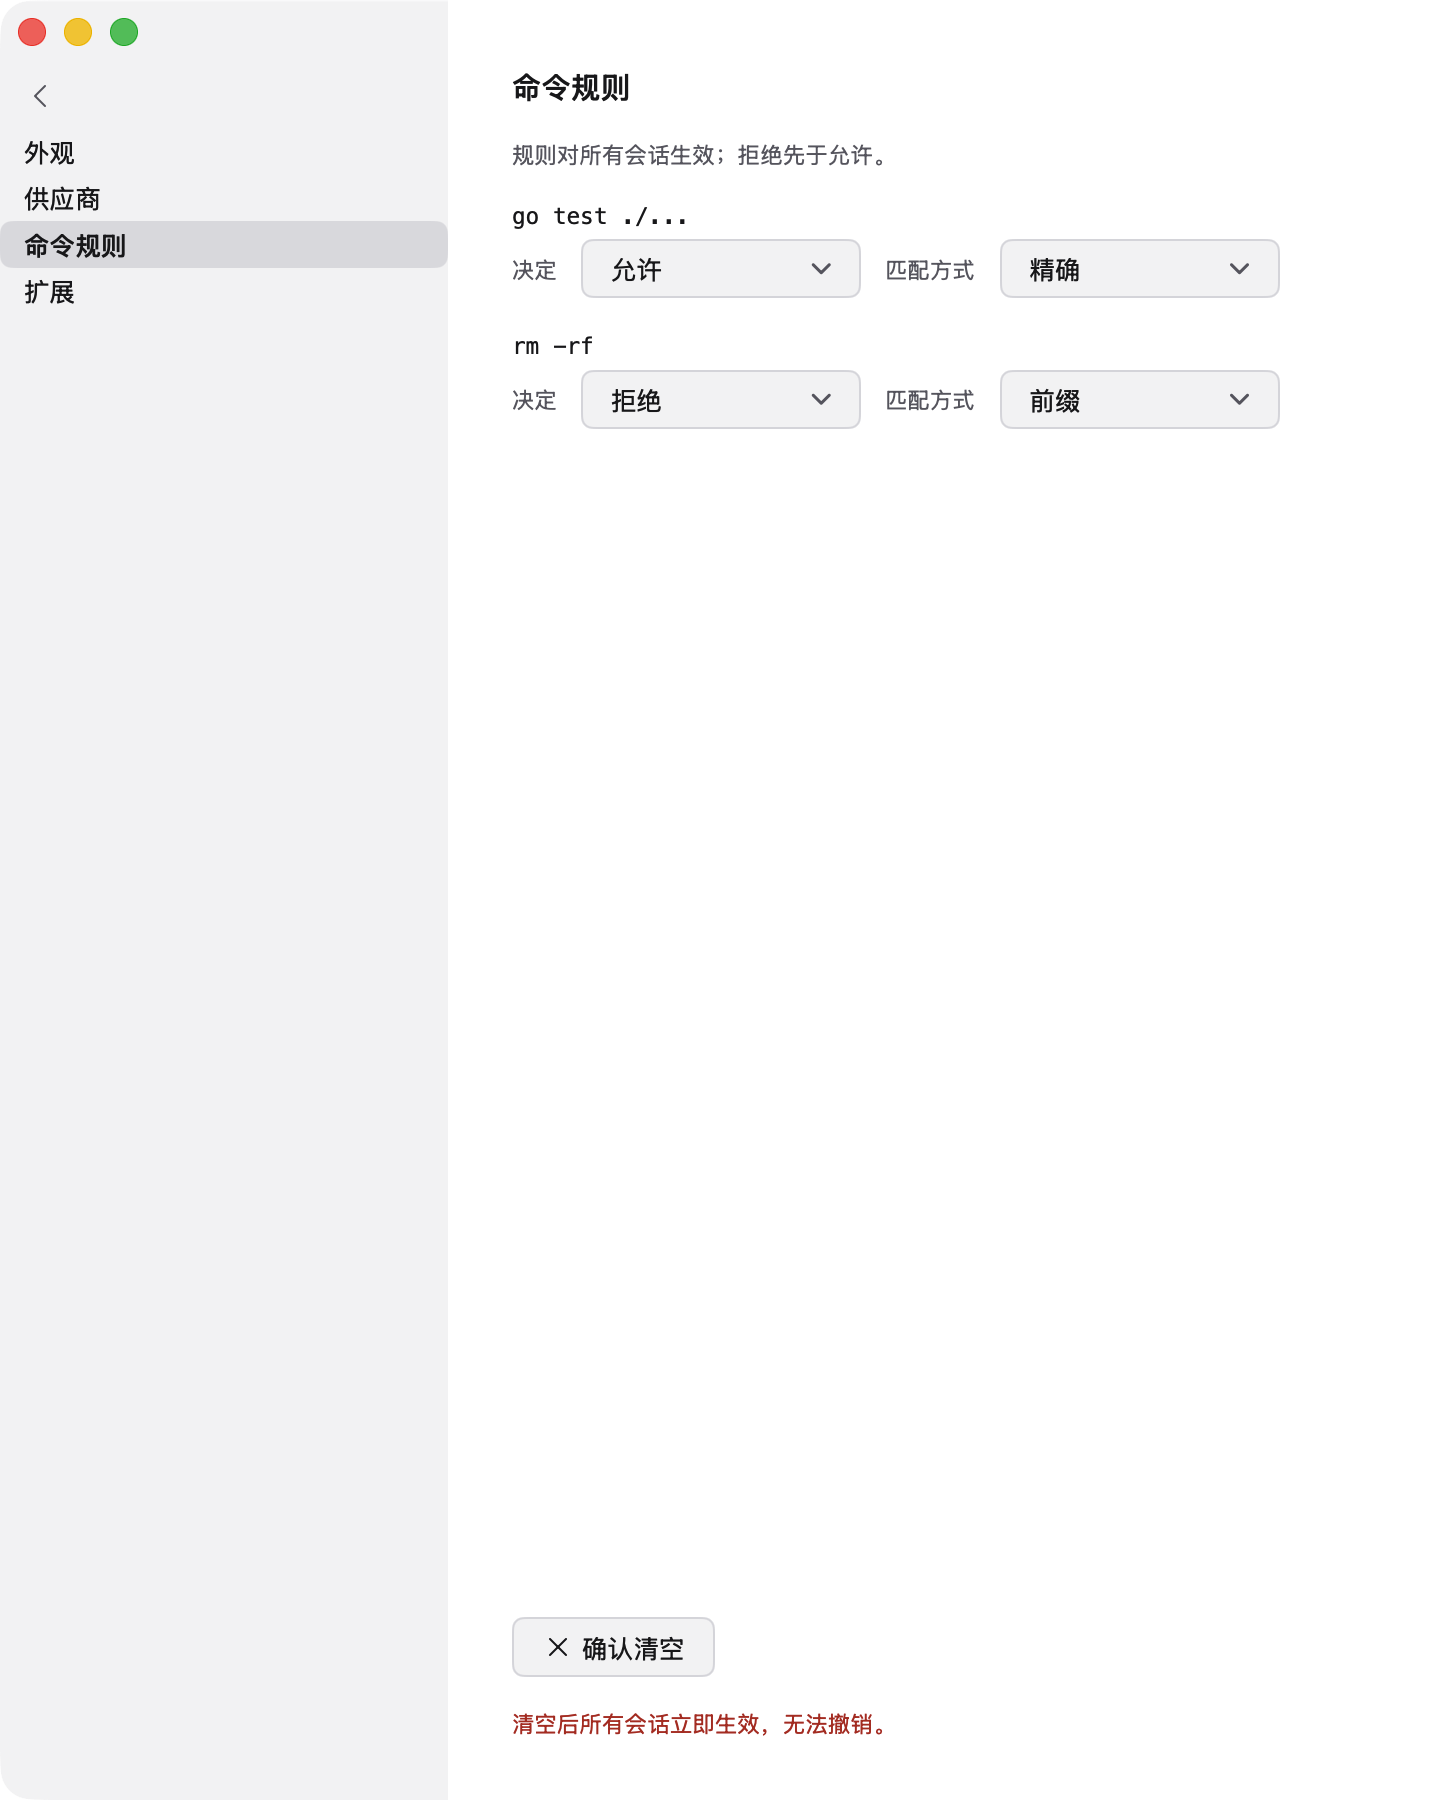 外观
供应商
命令规则
扩展
命令规则
规则对所有会话生效；拒绝先于允许。
go test ./...
决定 允许 匹配方式 精确
rm -rf
决定 拒绝 匹配方式 前缀
确认清空
清空后所有会话立即生效，无法撤销。